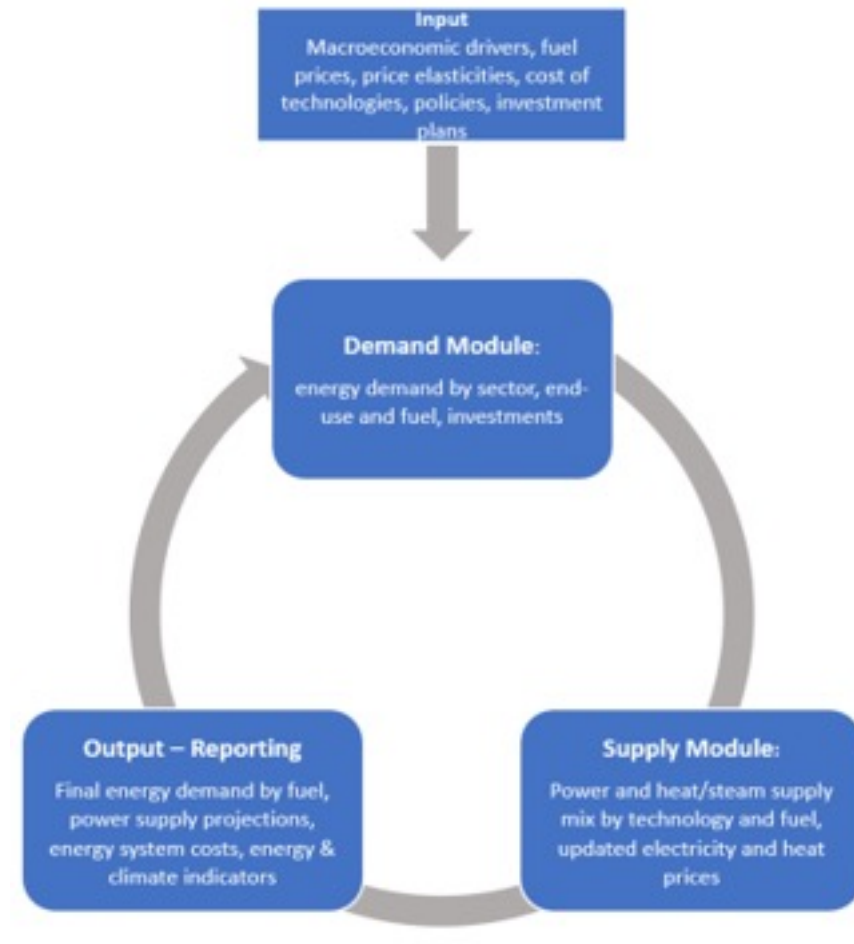 Input
Macroeconomic drivers, fuel
prices, price elasticities, cost of
technologies, policies, investment
plans
Demand Module:
energy demand by sector, end-
use and fuel, investments
Output – Reporting
Final energy demand by fuel,
power supply projections,
energy system costs, energy &
climate indicators
Supply Module:
Power and heat/steam supply
mix by technology and fuel,
updated electricity and heat
prices